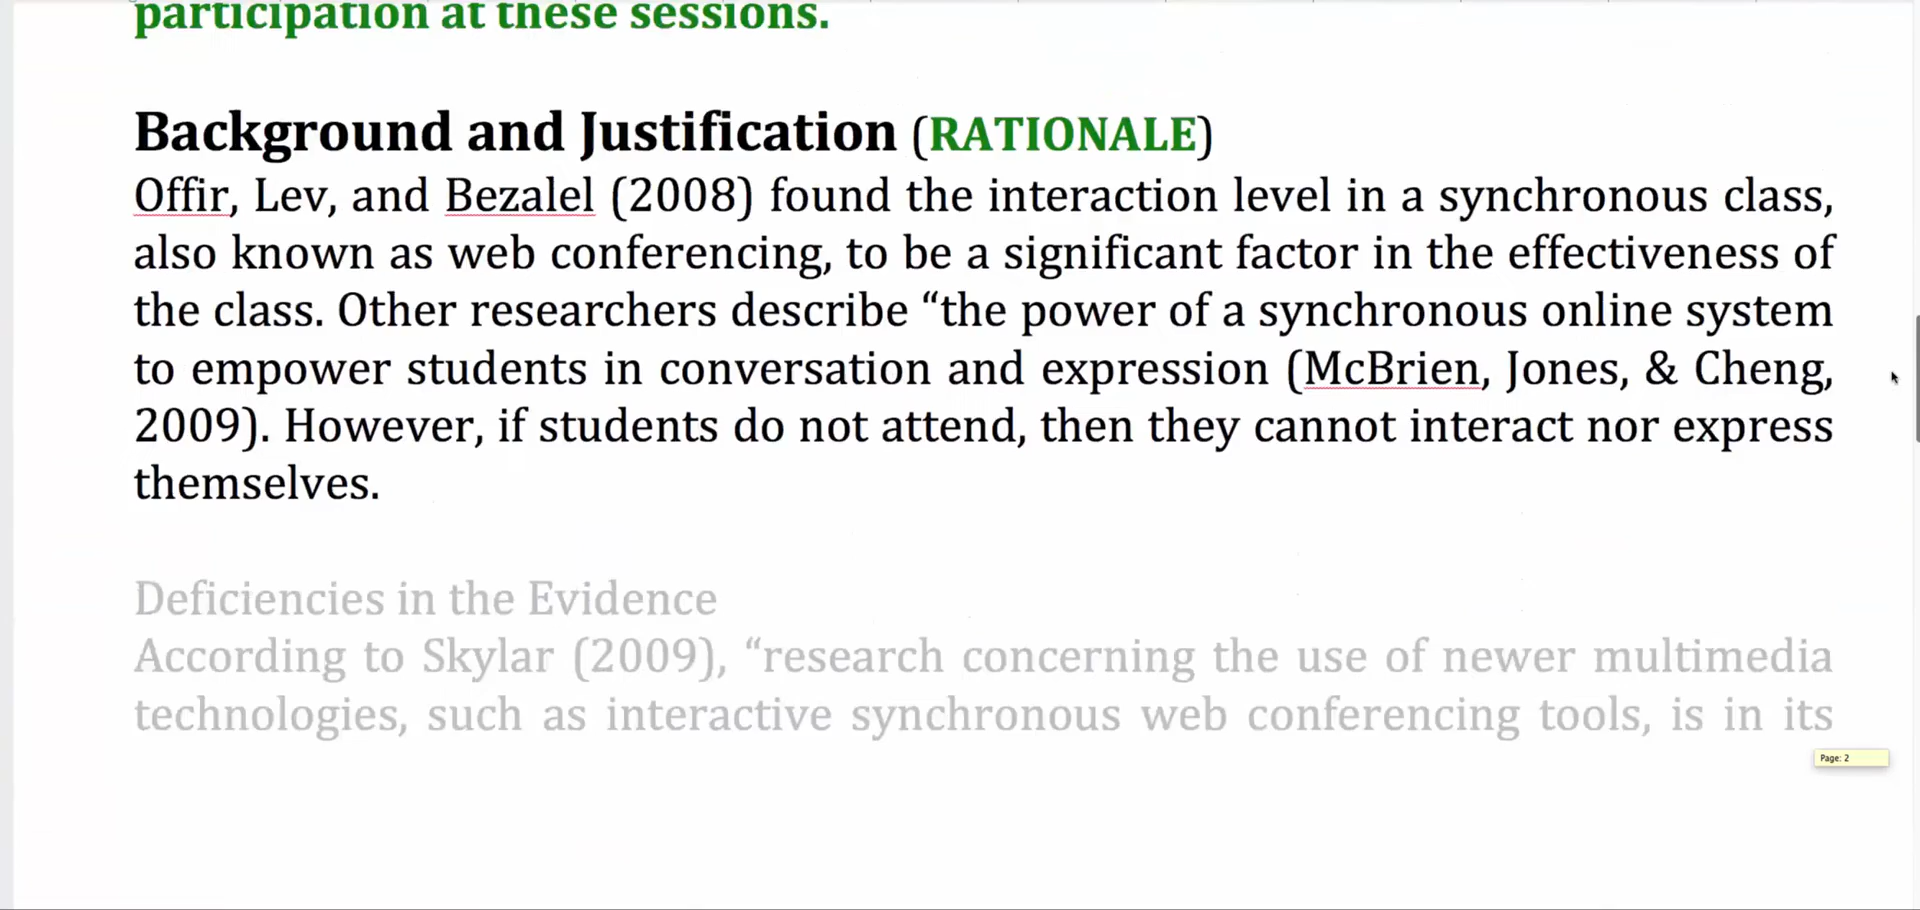 participation at these sessions.
Background and Justification (RATIONALE)
Offir, Lev, and Bezalel (2008) found the interaction level in a synchronous class,
also known as web conferencing, to be a significant factor in the effectiveness of
the class. Other researchers describe “the power of a synchronous online system
to empower students in conversation and expression (McBrien, Jones, & Cheng,
2009). However, if students do not attend, then they cannot interact nor express
themselves.
Deficiencies in the Evidence
According to Skylar (2009), “research concerning the use of newer multimedia
technologies, such as interactive synchronous web conferencing tools, is in its
Page: 2